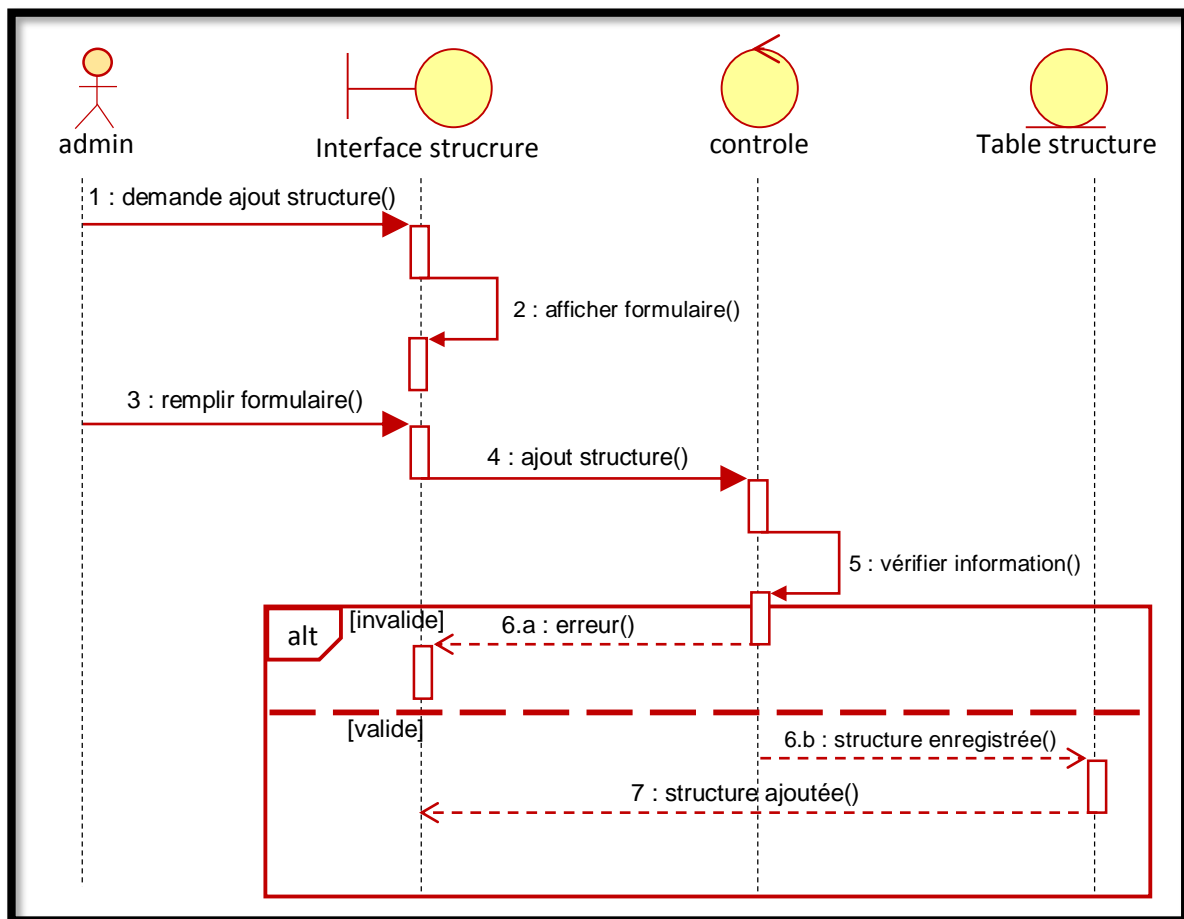 admin
Interface strucrure
controle
Table structure
1 : demande ajout structure()
2 : afficher formulaire()
3 : remplir formulaire()
4 : ajout structure()
5 : vérifier information()
alt
[invalide]
6.a : erreur()
[valide]
6.b : structure enregistrée()
7 : structure ajoutée()